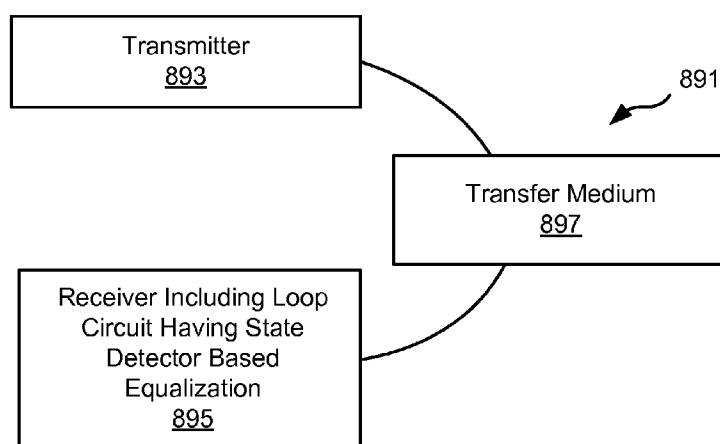 Transmitter
893
891
Transfer Medium
897
Receiver Including Loop
Circuit Having State
Detector Based
Equalization
895